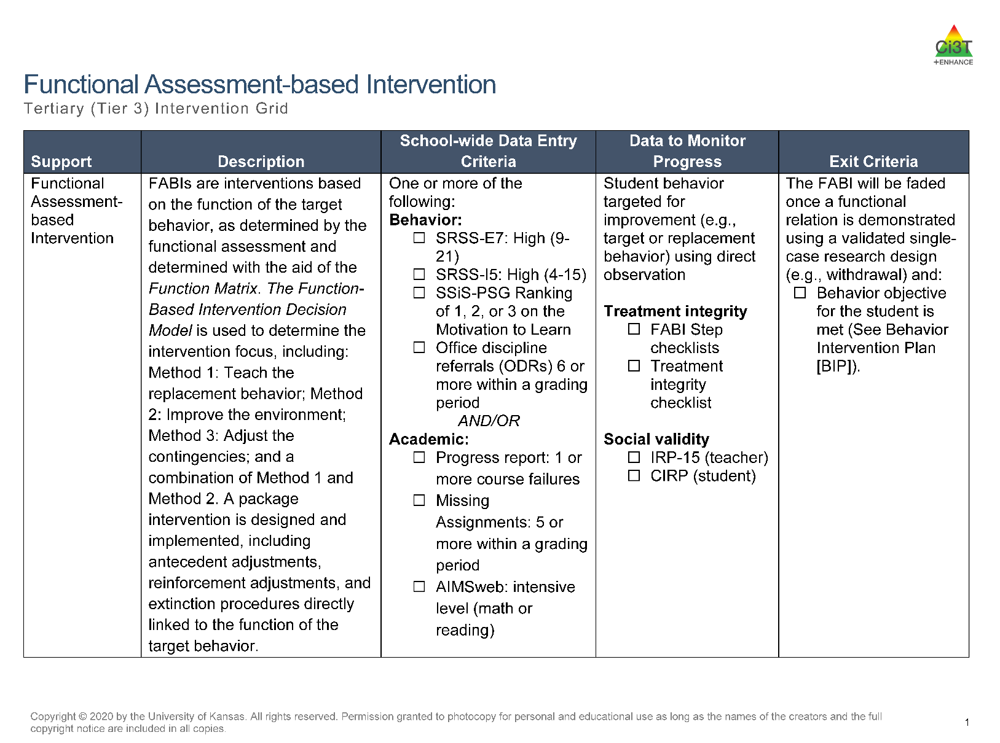 Ci3T
+ENHANCE
Functional Assessment-based Intervention
Tertiary (Tier 3) Intervention Grid
Support
Description
School-wide Data Entry
Criteria
Data to Monitor
Progress
Exit Criteria
Functional
Assessment-
based
Intervention
FABIs are interventions based
on the function of the target
behavior, as determined by the
functional assessment and
determined with the aid of the
Function Matrix. The Function-
Based Intervention Decision
Model is used to determine the
intervention focus, including:
Method 1: Teach the
replacement behavior; Method
2: Improve the environment;
Method 3: Adjust the
contingencies; and a
combination of Method 1 and
Method 2. A package
intervention is designed and
implemented, including
antecedent adjustments,
reinforcement adjustments, and
extinction procedures directly
linked to the function of the
target behavior.
One or more of the
following:
Behavior:
☐ SRSS-E7: High (9-
21)
☐ SRSS-I5: High (4-15)
☐ SSiS-PSG Ranking
of 1, 2, or 3 on the
Motivation to Learn
☐ Office discipline
referrals (ODRs) 6 or
more within a grading
period
AND/OR
Academic:
☐ Progress report: 1 or
more course failures
☐ Missing
Assignments: 5 or
more within a grading
period
☐ AIMSweb: intensive
level (math or
reading)
Student behavior
targeted for
improvement (e.g.,
target or replacement
behavior) using direct
observation
Treatment integrity
☐ FABI Step
checklists
☐ Treatment
integrity
checklist
Social validity
☐ IRP-15 (teacher)
☐ CIRP (student)
The FABI will be faded
once a functional
relation is demonstrated
using a validated single-
case research design
(e.g., withdrawal) and:
☐ Behavior objective
for the student is
met (See Behavior
Intervention Plan
[BIP]).
Copyright © 2020 by the University of Kansas. All rights reserved. Permission granted to photocopy for personal and educational use as long as the names of the creators and the full
copyright notice are included in all copies.
1